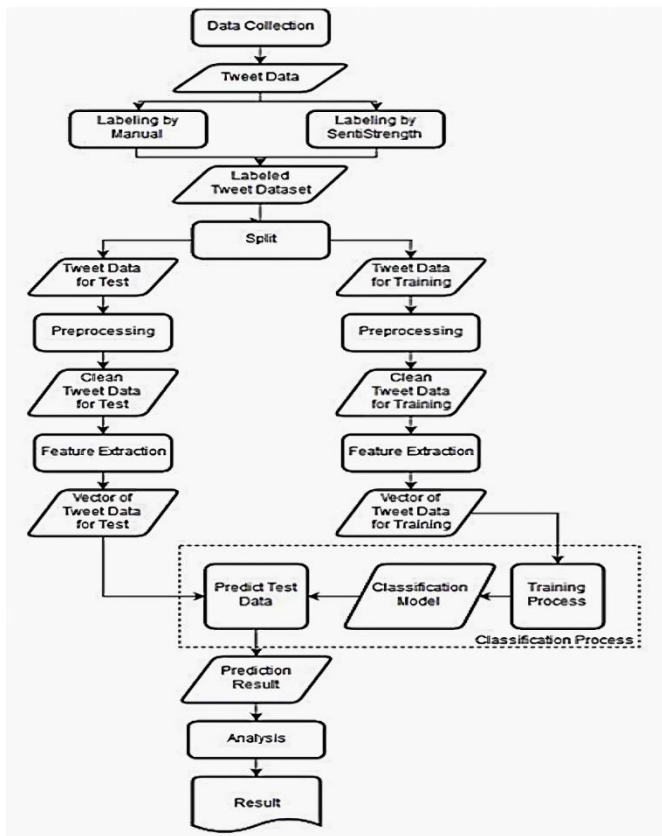 Data Collection
Tweet Data
Labeling by
Manual
Labeling by
SentiStrength
Labeled
Tweet Dataset
Split
Tweet Data
for Test
Tweet Data
for Training
Preprocessing
Preprocessing
Clean
Tweet Data
for Test
Clean
Tweet Data
for Training
Feature Extraction
Feature Extraction
Vector of
Tweet Data
for Test
Vector of
Tweet Data
for Training
Predict Test
Data
Classification
Model
Training
Process
Classification Process
Prediction
Result
Analysis
Result